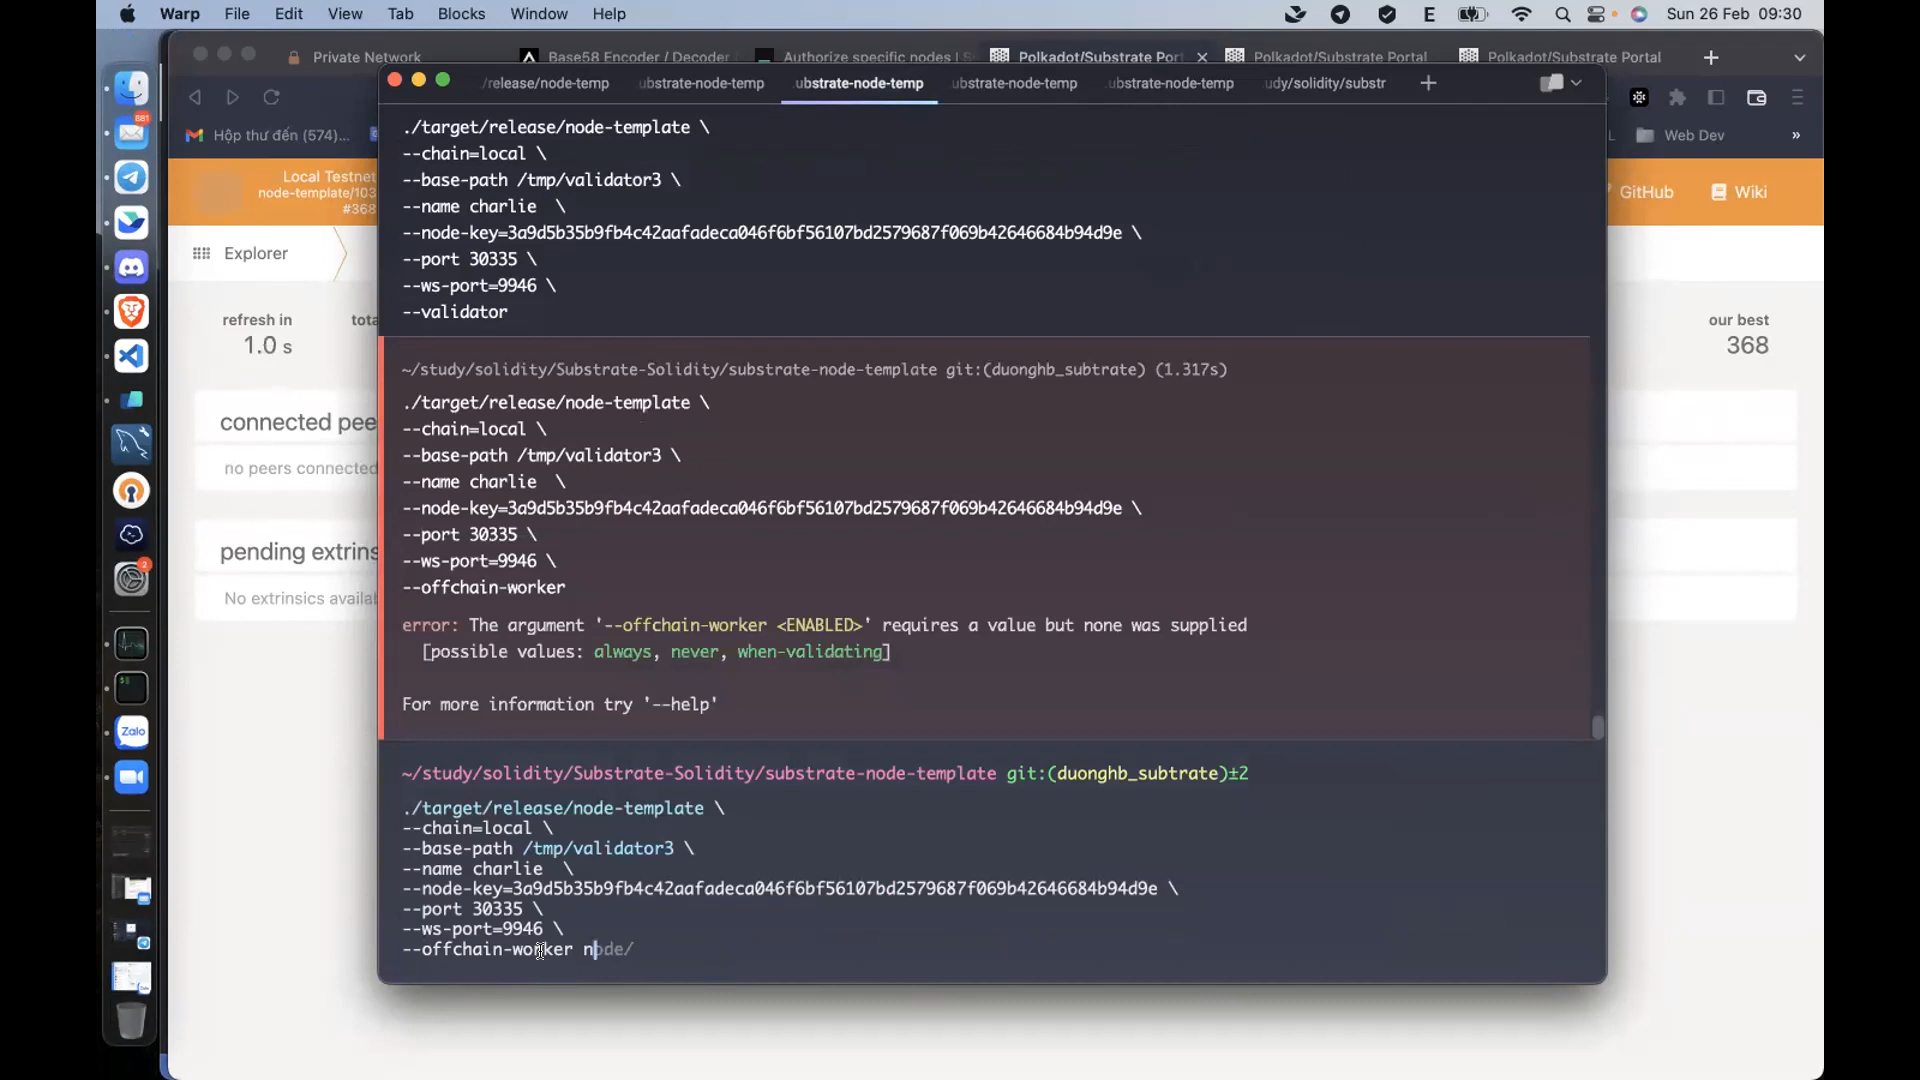 Warp File Edit View Tab Blocks Window Help
E Sun 26 Feb 09:30
Private Network
Base58 Encoder / Decoder
Authorize specific nodes | S
Polkadot/Substrate Por
Polkadot/Substrate Portal
Polkadot/Substrate Portal
/release/node-temp
ubstrate-node-temp
ubstrate-node-temp
ubstrate-node-temp
ubstrate-node-temp
udy/solidity/substr
Hộp thư đến (574)...
Web Dev
»
Local Testnet
node-template/103
#368
GitHub
Wiki
Explorer
refresh in
1.0 s
tota
our best
368
connected pee
no peers connected
pending extrins
No extrinsics availa
881
2
Zalo
./target/release/node-template \
--chain=local \
--base-path /tmp/validator3 \
--name charlie  \
--node-key=3a9d5b35b9fb4c42aafadeca046f6bf56107bd2579687f069b42646684b94d9e \
--port 30335 \
--ws-port=9946 \
--validator
~/study/solidity/Substrate-Solidity/substrate-node-template git:(duonghb_subtrate) (1.317s)
./target/release/node-template \
--chain=local \
--base-path /tmp/validator3 \
--name charlie  \
--node-key=3a9d5b35b9fb4c42aafadeca046f6bf56107bd2579687f069b42646684b94d9e \
--port 30335 \
--ws-port=9946 \
--offchain-worker
error: The argument '--offchain-worker <ENABLED>' requires a value but none was supplied
[possible values: always, never, when-validating]
For more information try '--help'
~/study/solidity/Substrate-Solidity/substrate-node-template git:(duonghb_subtrate)±2
./target/release/node-template \
--chain=local \
--base-path /tmp/validator3 \
--name charlie  \
--node-key=3a9d5b35b9fb4c42aafadeca046f6bf56107bd2579687f069b42646684b94d9e \
--port 30335 \
--ws-port=9946 \
--offchain-worker node/